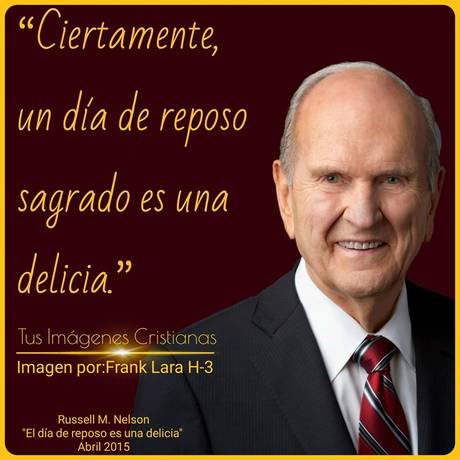 “Ciertamente,
un día de reposo
sagrado es una
delicia.”
Tus Imágenes Cristianas
Imagen por:Frank Lara H-3
Russell M. Nelson
"El día de reposo es una delicia"
Abril 2015